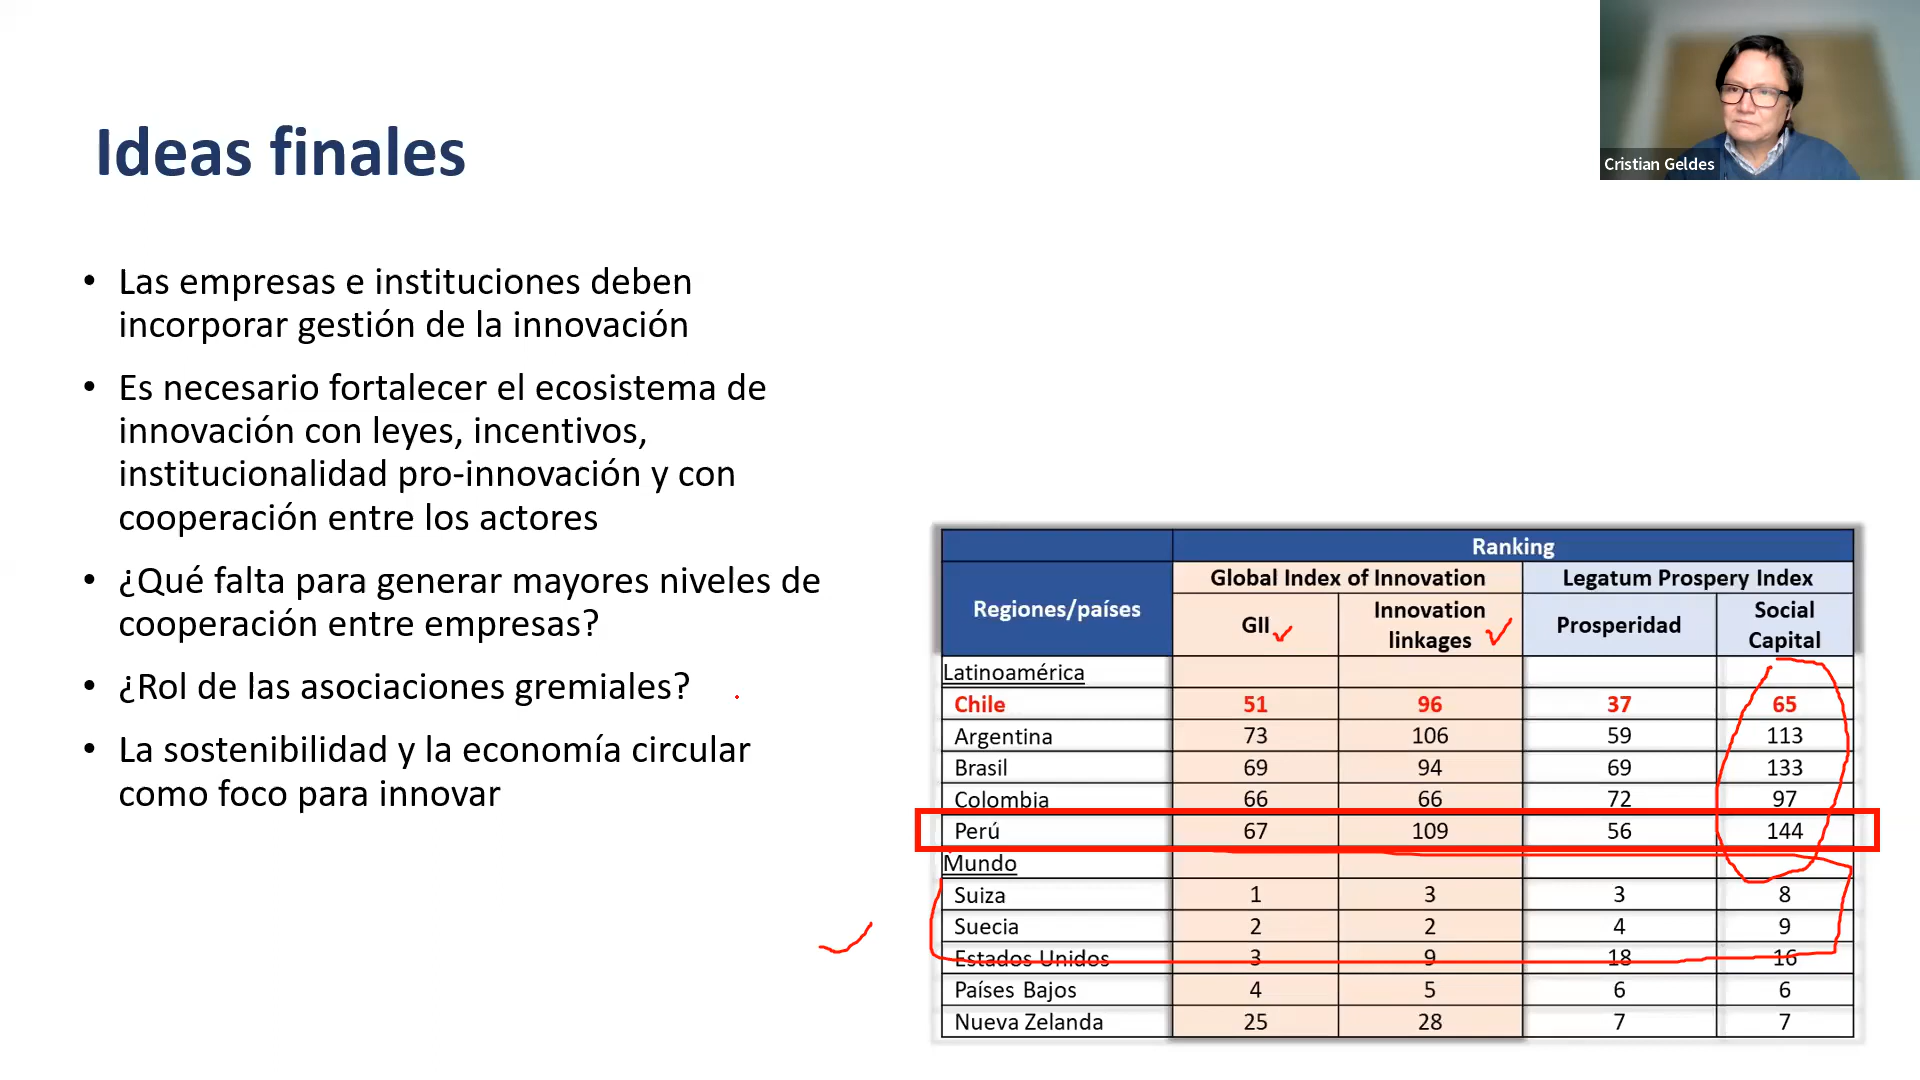 Cristian Geldes
Ideas finales
• Las empresas e instituciones deben
incorporar gestión de la innovación
• Es necesario fortalecer el ecosistema de
innovación con leyes, incentivos,
institucionalidad pro-innovación y con
cooperación entre los actores
• ¿Qué falta para generar mayores niveles de
cooperación entre empresas?
• ¿Rol de las asociaciones gremiales?
• La sostenibilidad y la economía circular
como foco para innovar
Ranking
Regiones/países Global Index of Innovation Legatum Prospery Index
GII Innovation linkages Prosperidad Social Capital
Latinoamérica
Chile 51 96 37 65
Argentina 73 106 59 113
Brasil 69 94 69 133
Colombia 66 66 72 97
Perú 67 109 56 144
Mundo
Suiza 1 3 3 8
Suecia 2 2 4 9
Estados Unidos 3 9 18 16
Países Bajos 4 5 6 6
Nueva Zelanda 25 28 7 7